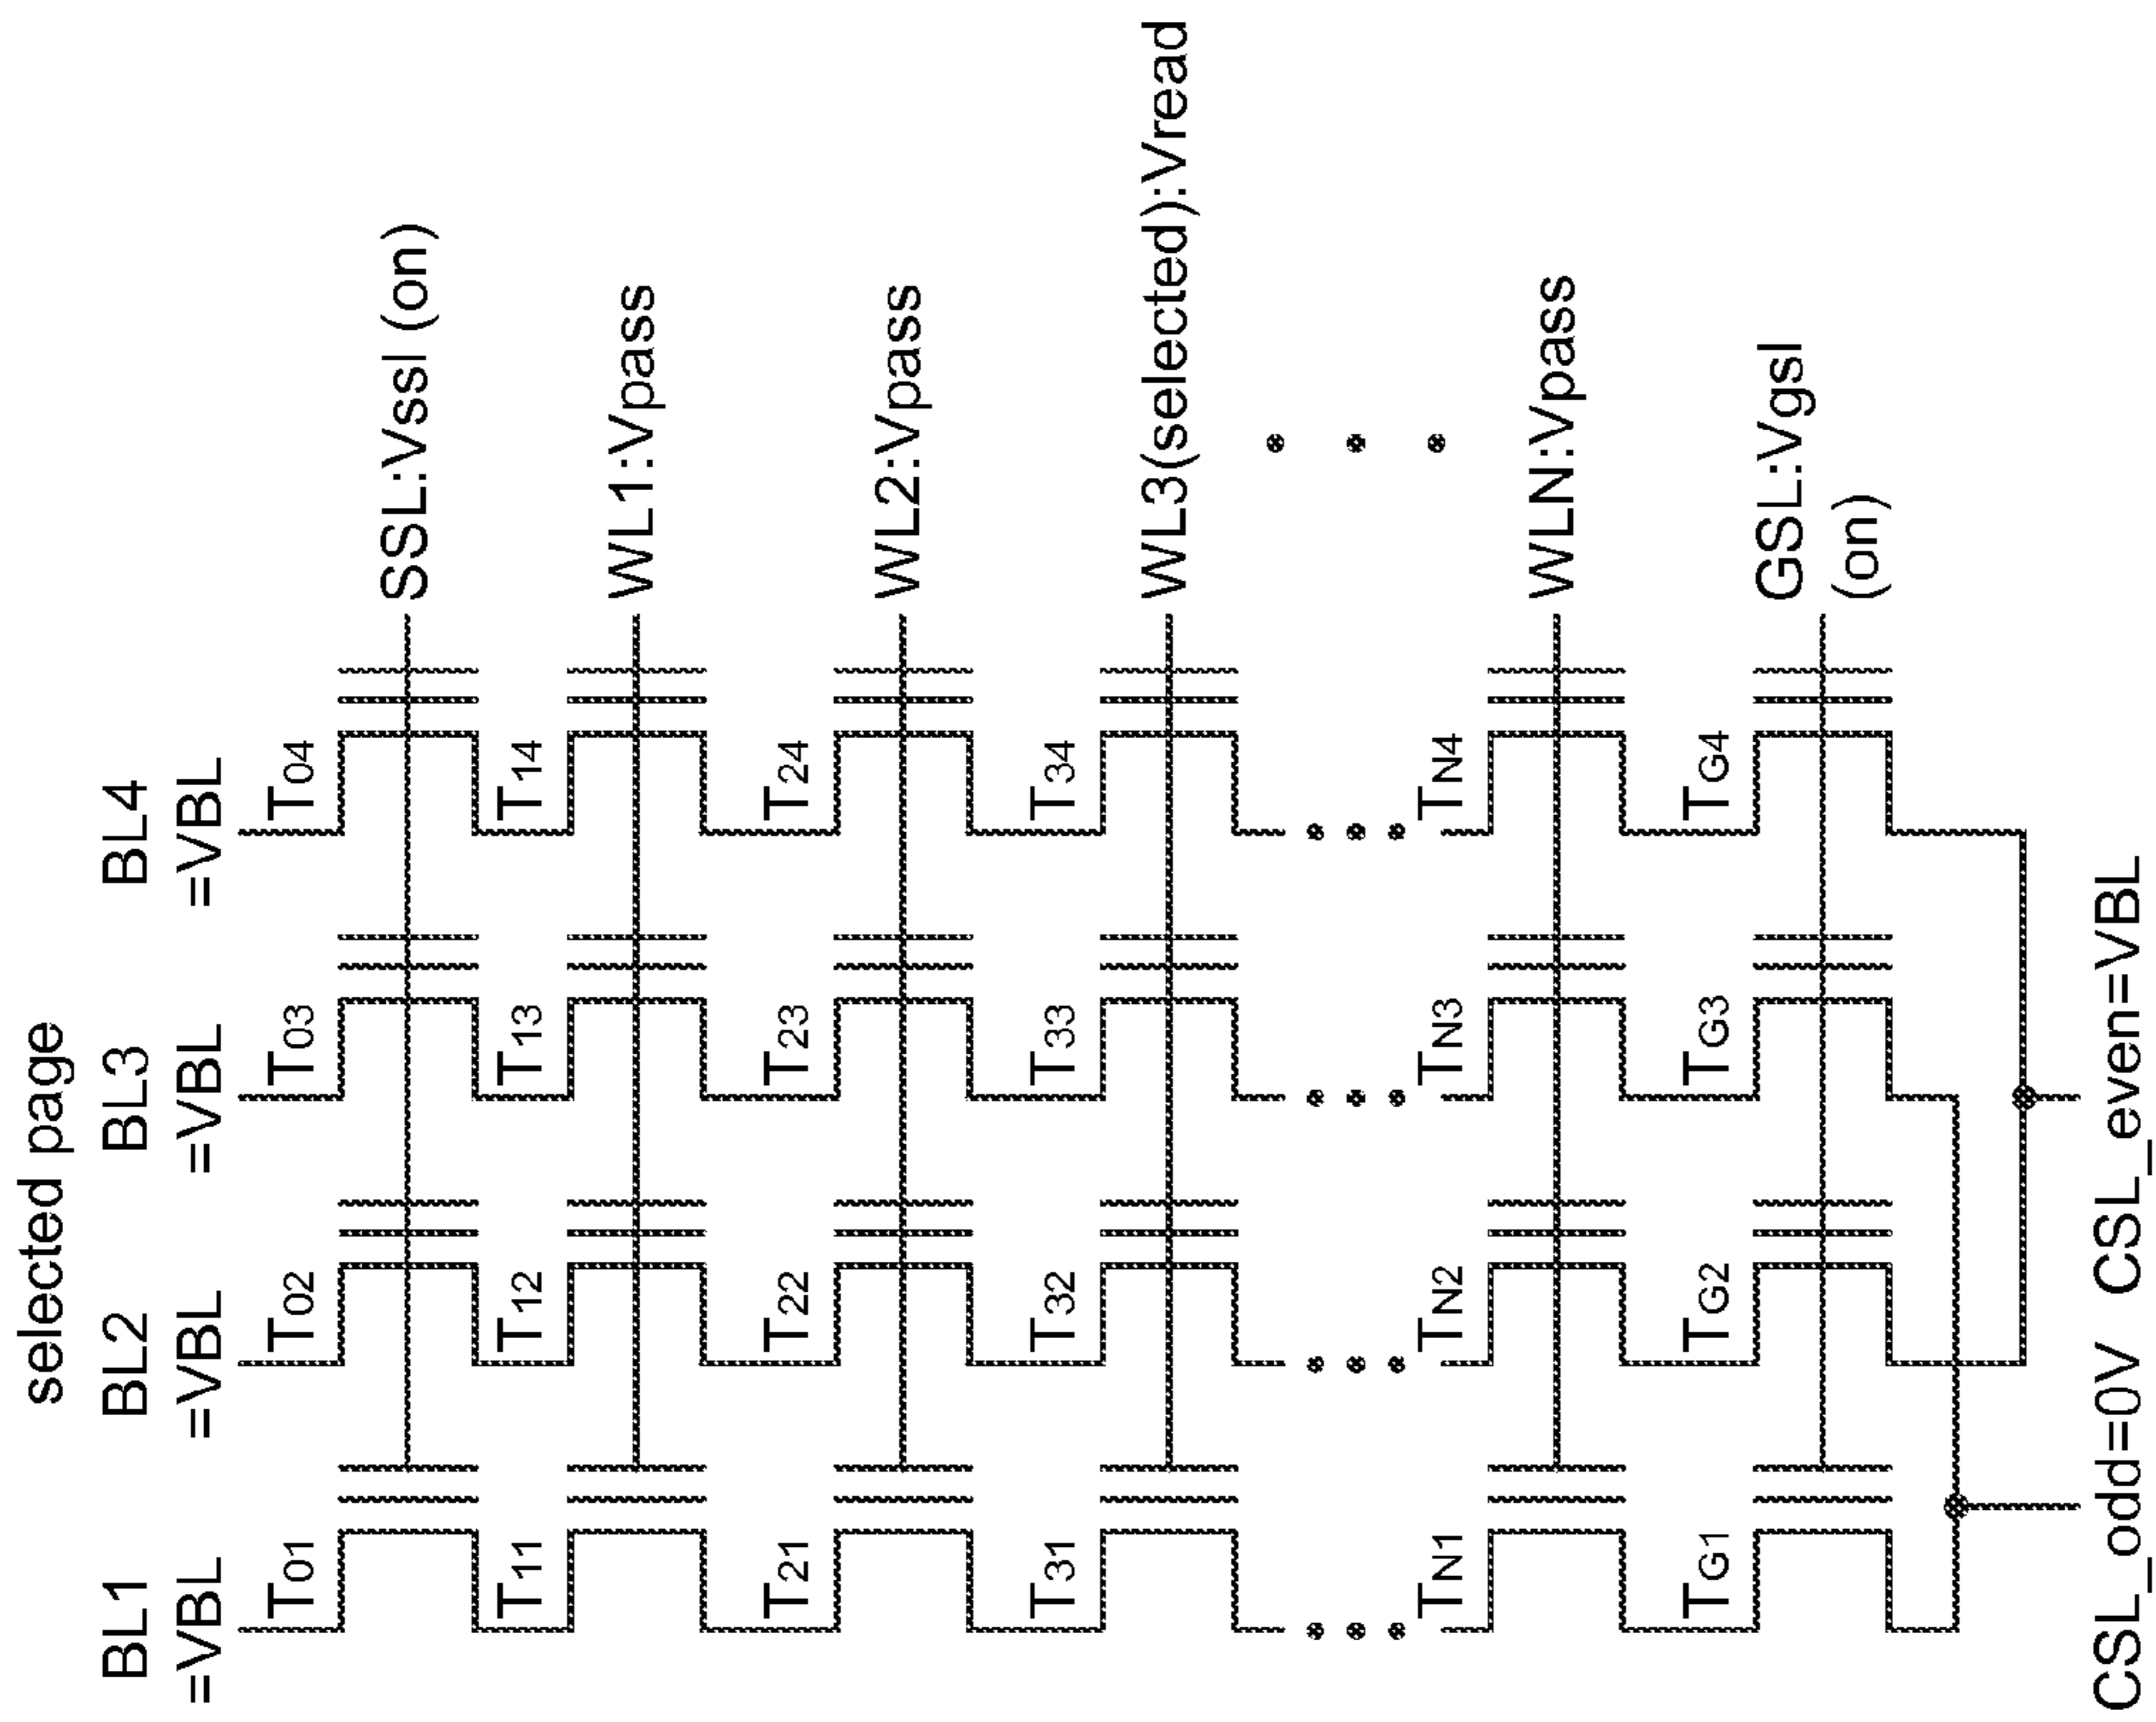 selected page
BL1 BL2 BL3 BL4
=VBL =VBL =VBL =VBL
T01 T02 T03 T04
SSL:Vssl (on)
T11 T12 T13 T14
WL1:Vpass
T21 T22 T23 T24
WL2:Vpass
T31 T32 T33 T34
WL3(selected):Vread
TN1 TN2 TN3 TN4
WLN:Vpass
TG1 TG2 TG3 TG4
GSL:Vgsl
(on)
CSL_odd=0V CSL_even=VBL